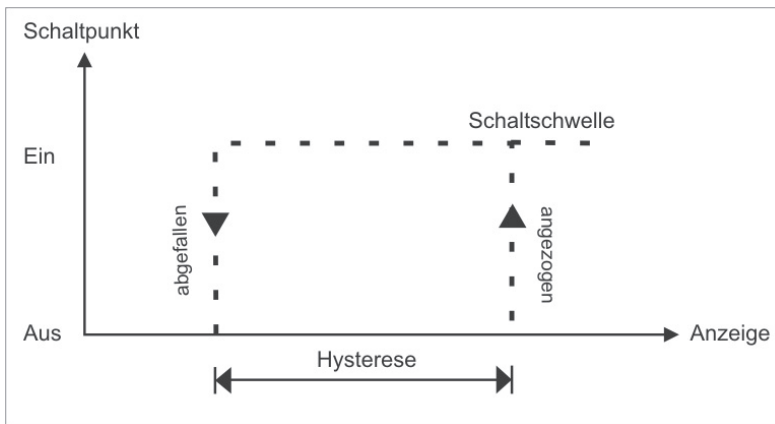 Schaltpunkt
Schaltschwelle
Ein
abgefallen
angezogen
Aus
Anzeige
Hysterese